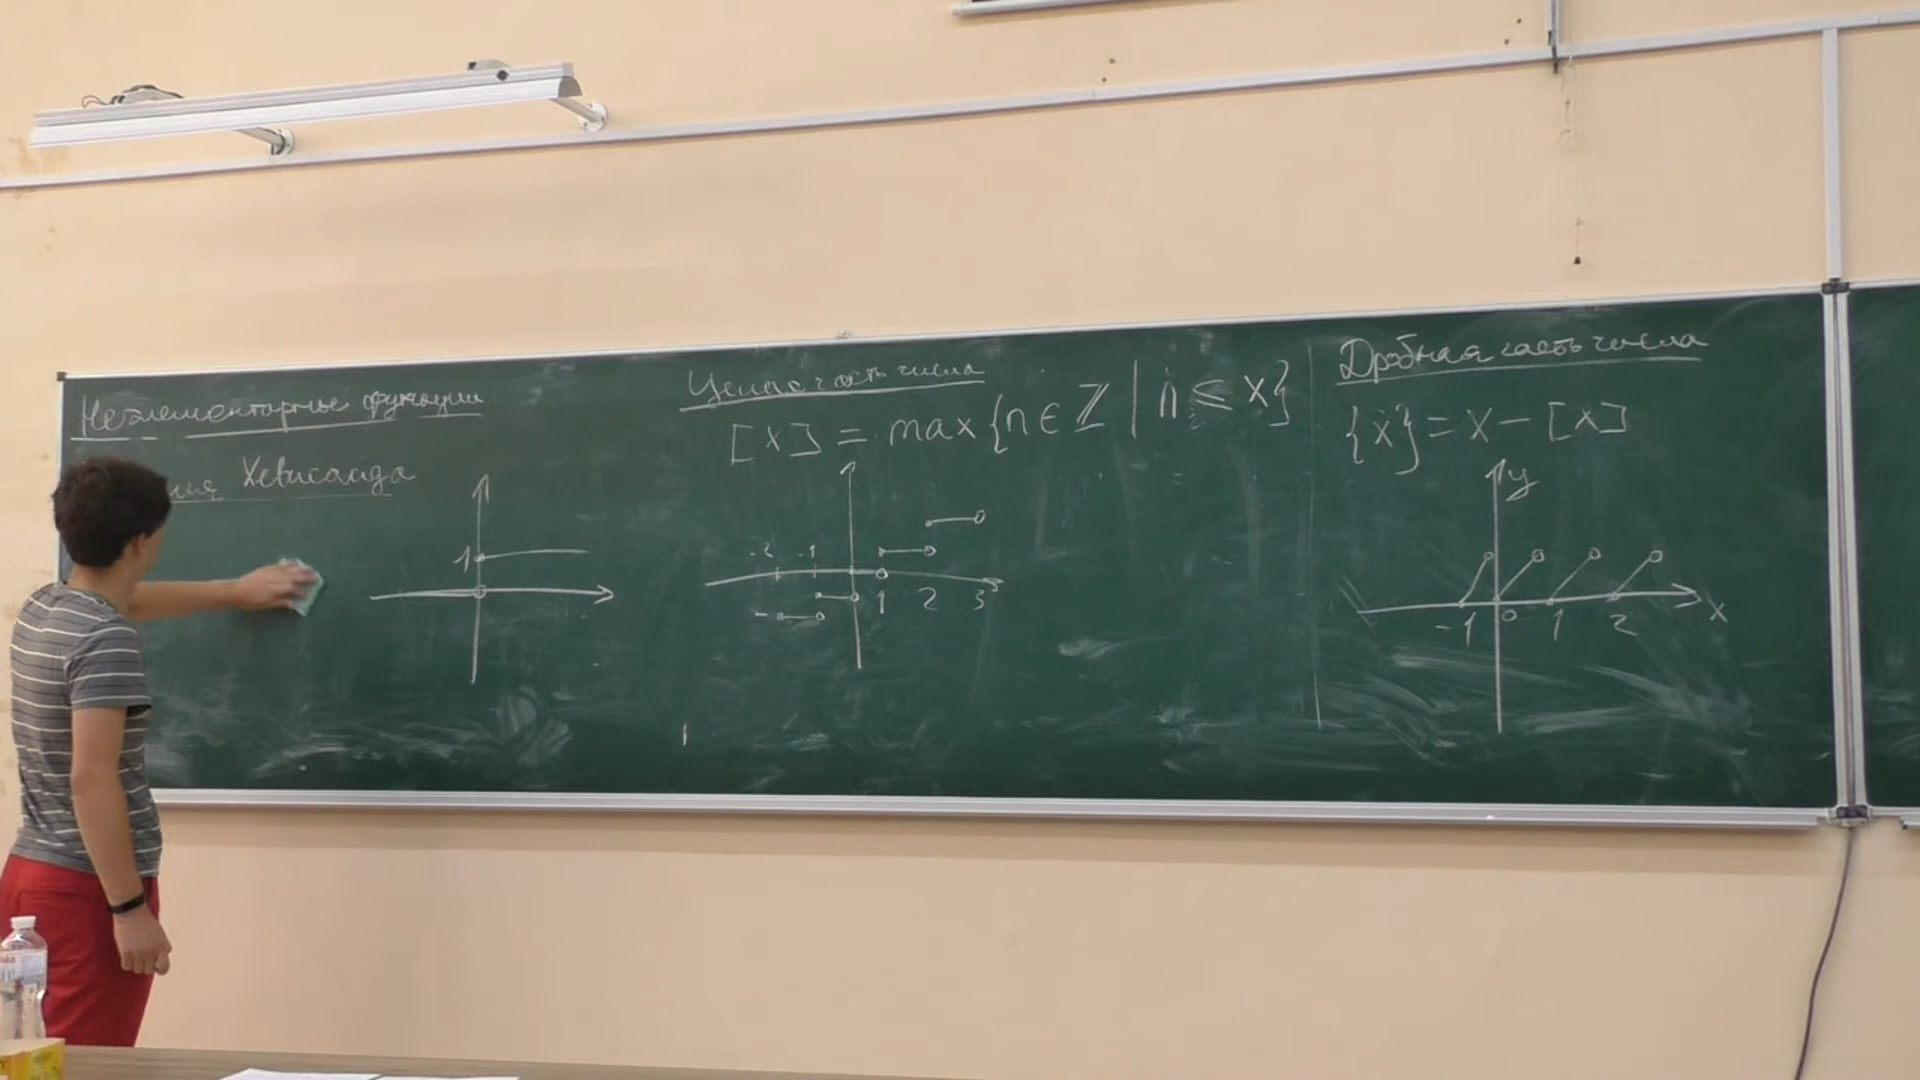 Неэлементарные функции
Хевисайда
1
Целая часть числа
[x] = max{n ∈ ℤ | n ≤ x}
-2 -1
1 2 3
Дробная часть числа
{x} = x - [x]
y
-1 0 1 2 x